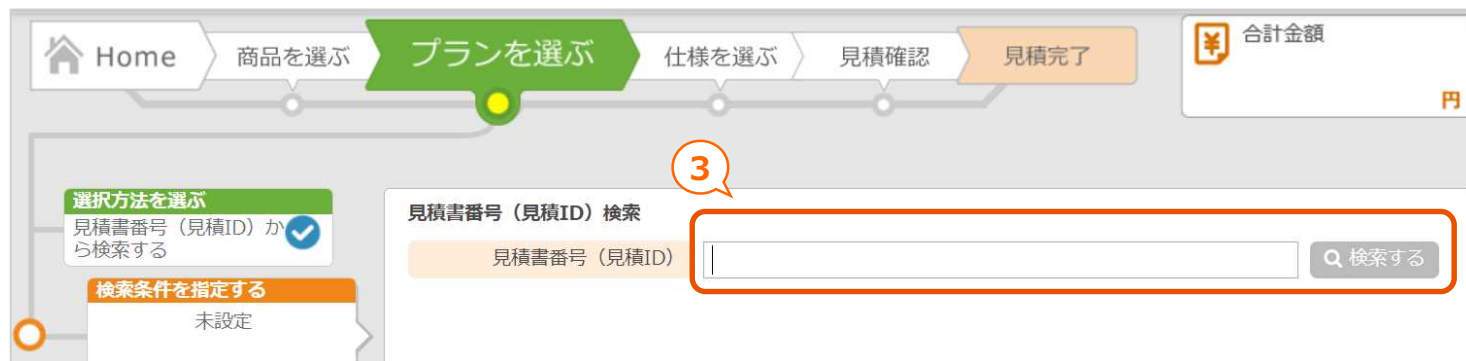 Home
商品を選ぶ
プランを選ぶ
仕様を選ぶ
見積確認
見積完了
¥
合計金額
円
3
選択方法を選ぶ
見積書番号（見積ID）か
ら検索する
検索条件を指定する
未設定
見積書番号（見積ID）検索
見積書番号（見積ID）
検索する